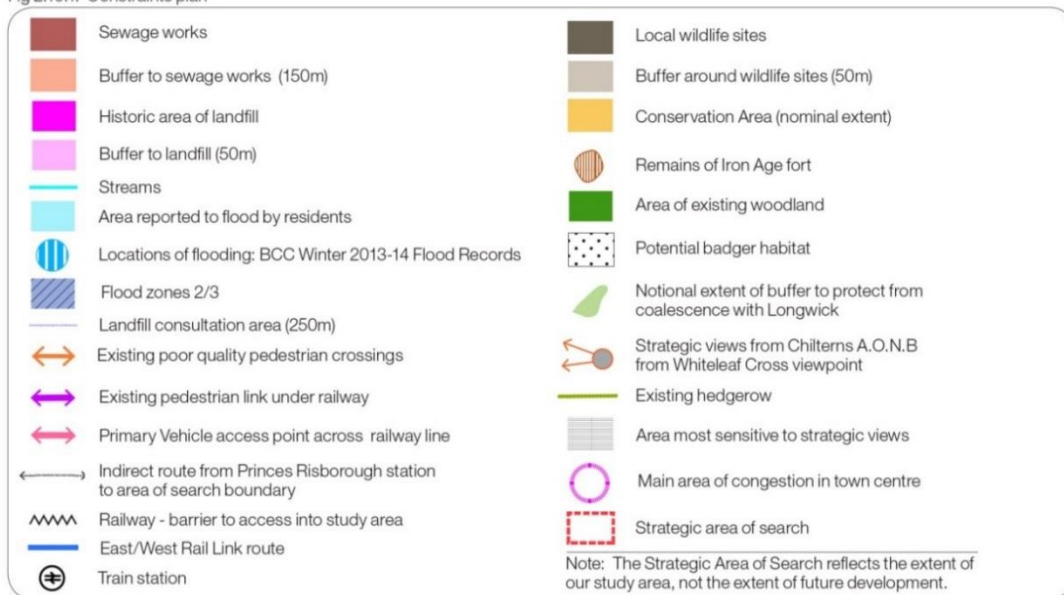 Constraints plan
Sewage works
Buffer to sewage works (150m)
Historic area of landfill
Buffer to landfill (50m)
Streams
Area reported to flood by residents
Locations of flooding: BCC Winter 2013-14 Flood Records
Flood zones 2/3
Landfill consultation area (250m)
Existing poor quality pedestrian crossings
Existing pedestrian link under railway
Primary Vehicle access point across railway line
Indirect route from Princes Risborough station
to area of search boundary
Railway - barrier to access into study area
East/West Rail Link route
Train station
Local wildlife sites
Buffer around wildlife sites (50m)
Conservation Area (nominal extent)
Remains of Iron Age fort
Area of existing woodland
Potential badger habitat
Notional extent of buffer to protect from
coalescence with Longwick
Strategic views from Chilterns A.O.N.B
from Whiteleaf Cross viewpoint
Existing hedgerow
Area most sensitive to strategic views
Main area of congestion in town centre
Strategic area of search
Note: The Strategic Area of Search reflects the extent of
our study area, not the extent of future development.